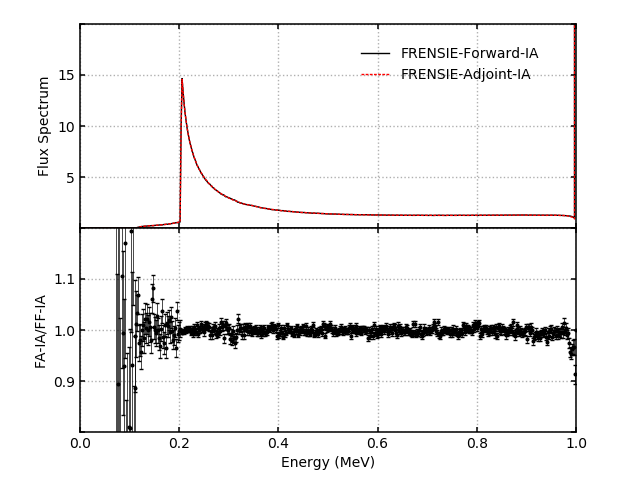 15
10
5
Flux Spectrum
FRENSIE-Forward-IA
FRENSIE-Adjoint-IA
1.1
1.0
0.9
FA-IA/FF-IA
0.0 0.2 0.4 0.6 0.8 1.0
Energy (MeV)